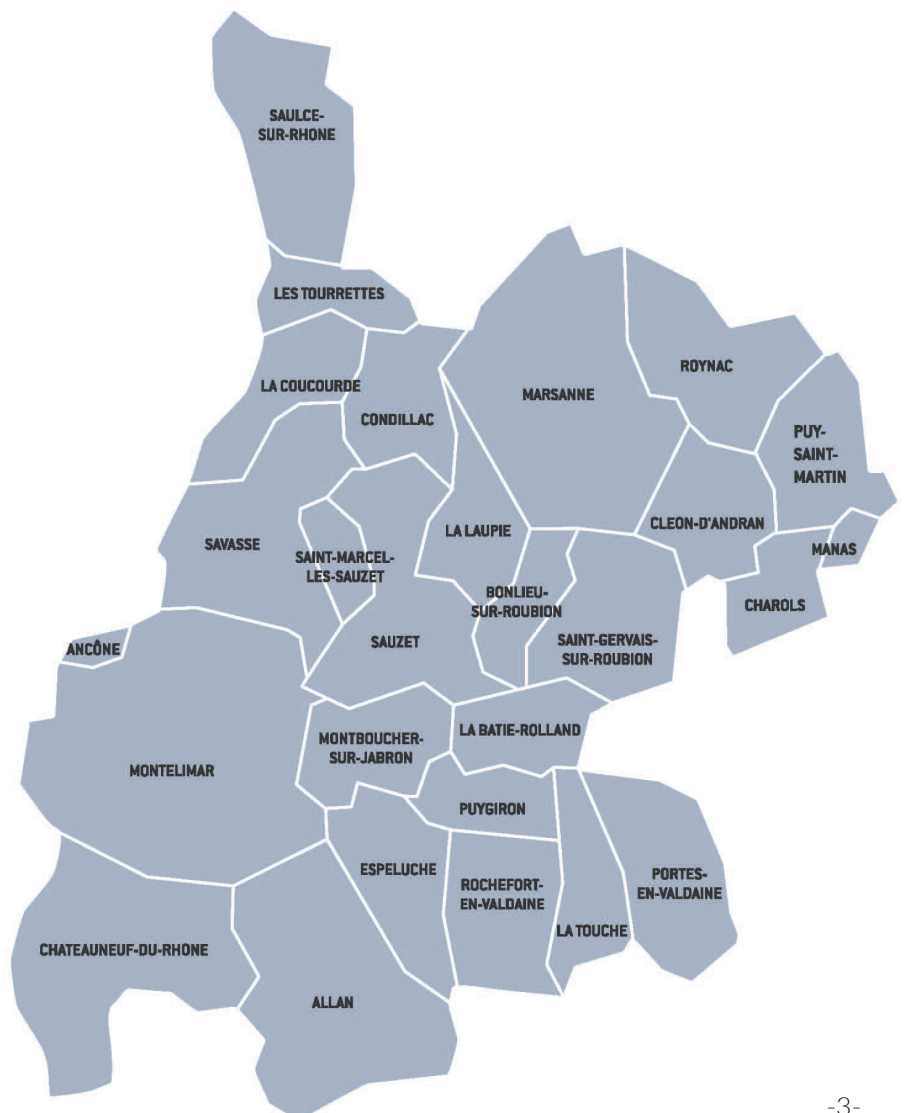 SAULCE-
SUR-RHONE
LES TOURRETTES
LA COUCOURDE
CONDILLAC
MARSANNE
ROYNAC
PUY-
SAINT-
MARTIN
CLEON-D'ANDRAN
LA LAUPIE
SAVASSE
SAINT-MARCEL-
LES-SAUZET
MANAS
BONLIEU-
SUR-ROUBION
CHAROLS
ANCÔNE
SAUZET
SAINT-GERVAIS-
SUR-ROUBION
MONTBOUCHER-
SUR-JABRON
LA BATIE-ROLLAND
MONTELIMAR
PUYGIRON
ESPELUCHE
ROCHEFORT-
EN-VALDAINE
PORTES-
EN-VALDAINE
LA TOUCHE
CHATEAUNEUF-DU-RHONE
ALLAN
-3-